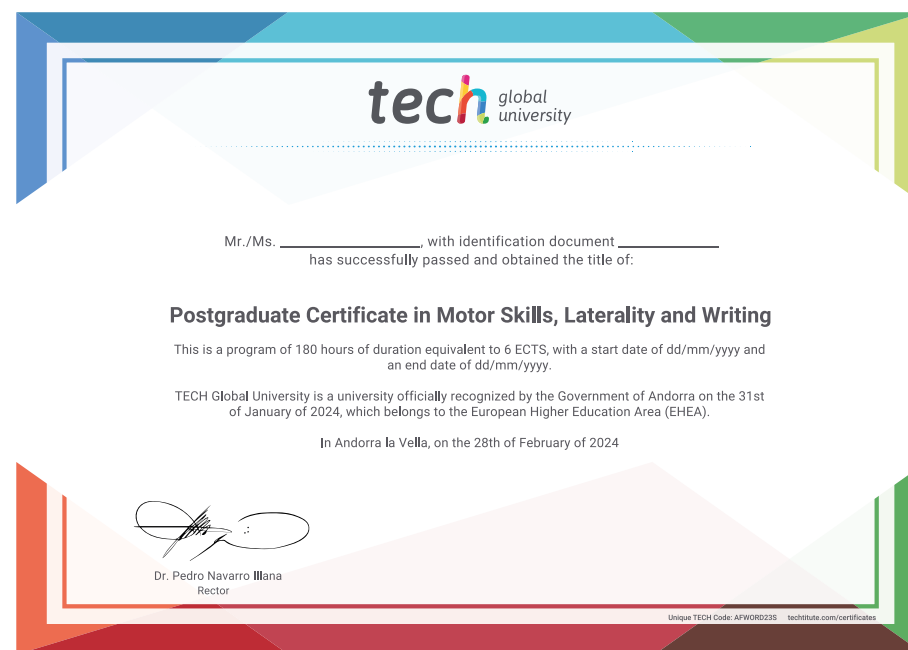 tech global
university
Mr./Ms. ____________________, with identification document ______________
has successfully passed and obtained the title of:
Postgraduate Certificate in Motor Skills, Laterality and Writing
This is a program of 180 hours of duration equivalent to 6 ECTS, with a start date of dd/mm/yyyy and
an end date of dd/mm/yyyy.
TECH Global University is a university officially recognized by the Government of Andorra on the 31st
of January of 2024, which belongs to the European Higher Education Area (EHEA).
In Andorra la Vella, on the 28th of February of 2024
Dr. Pedro Navarro Illana
Rector
Unique TECH Code: AFWORD23S techtitute.com/certificates